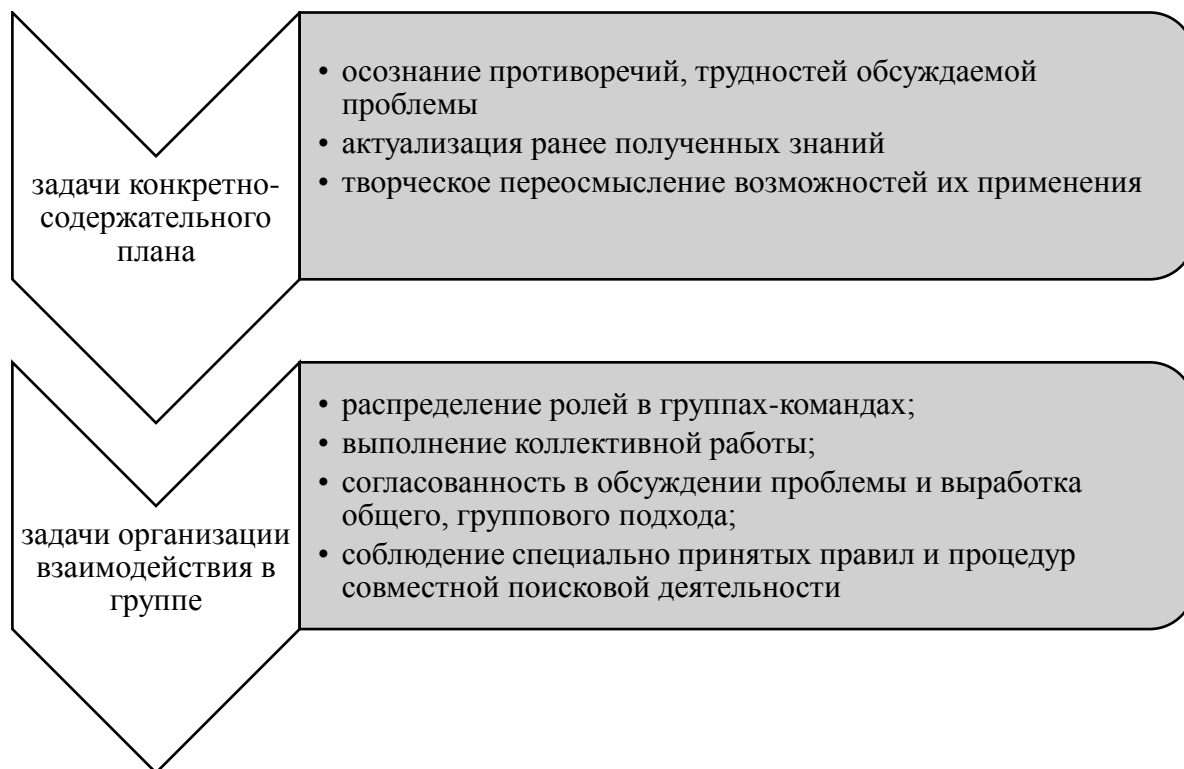 задачи конкретно-
содержательного
плана
• осознание противоречий, трудностей обсуждаемой
проблемы
• актуализация ранее полученных знаний
• творческое переосмысление возможностей их применения
задачи организации
взаимодействия в
группе
• распределение ролей в группах-командах;
• выполнение коллективной работы;
• согласованность в обсуждении проблемы и выработка
общего, группового подхода;
• соблюдение специально принятых правил и процедур
совместной поисковой деятельности